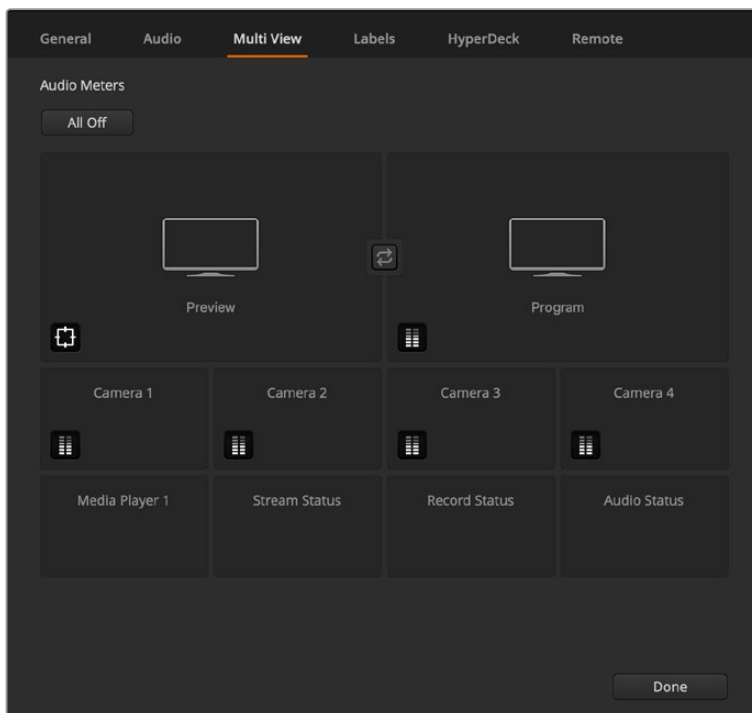 General Audio Multi View Labels HyperDeck Remote
Audio Meters
All Off
Preview Program
Camera 1 Camera 2 Camera 3 Camera 4
Media Player 1 Stream Status Record Status Audio Status
Done